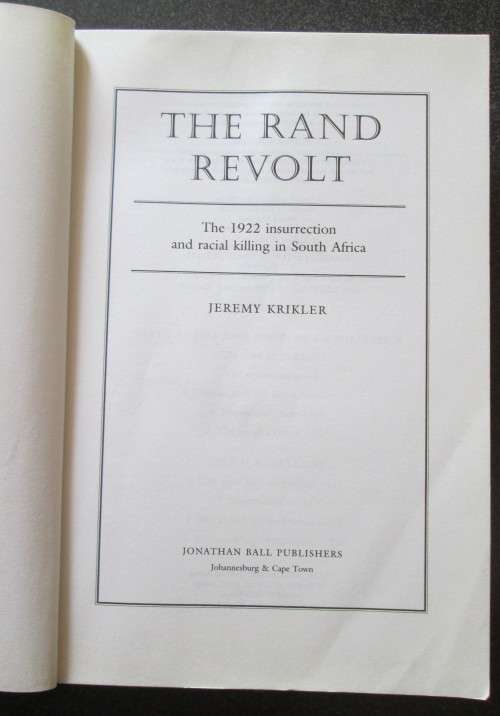 THE RAND
REVOLT
The 1922 insurrection
and racial killing in South Africa
JEREMY KRIKLER
JONATHAN BALL PUBLISHERS
Johannesburg & Cape Town